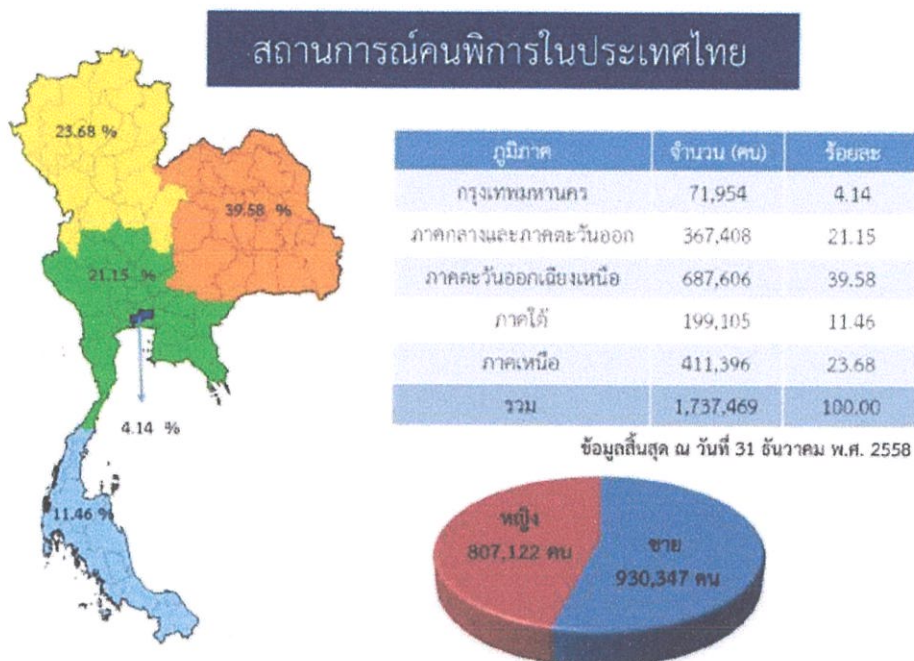 สถานการณ์คนพิการในประเทศไทย
23.68 %
39.58 %
21.15 %
4.14 %
11.46 %
ภูมิภาค จำนวน (คน) ร้อยละ
กรุงเทพมหานคร 71,954 4.14
ภาคกลางและภาคตะวันออก 367,408 21.15
ภาคตะวันออกเฉียงเหนือ 687,606 39.58
ภาคใต้ 199,105 11.46
ภาคเหนือ 411,396 23.68
รวม 1,737,469 100.00
ข้อมูลสิ้นสุด ณ วันที่ 31 ธันวาคม พ.ศ. 2558
หญิง
807,122 คน
ชาย
930,347 คน